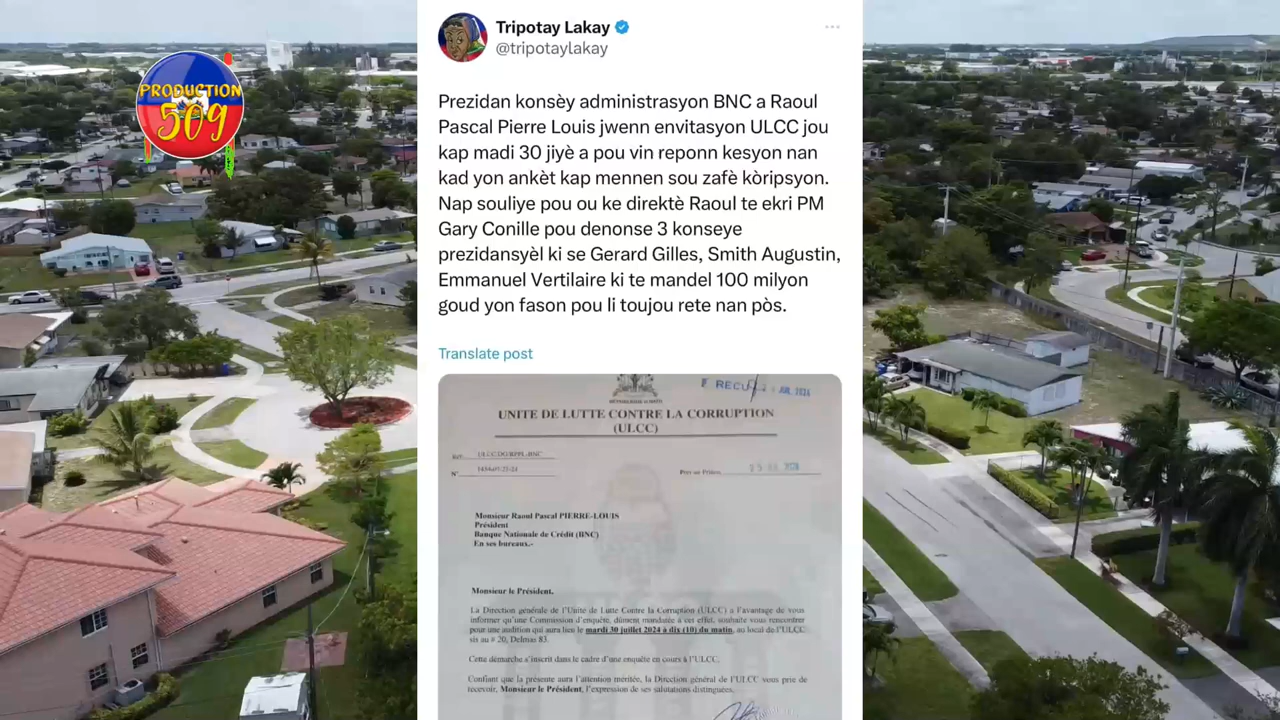 PRODUCTION
509
Tripotay Lakay
@tripotaylakay
Prezidan konsèy administrasyon BNC a Raoul
Pascal Pierre Louis jwenn envitasyon ULCC jou
kap madi 30 jiyè a pou vin reponn kesyon nan
kad yon ankèt kap mennen sou zafè kòripsyon.
Nap souliye pou ou ke direktè Raoul te ekri PM
Gary Conille pou denonse 3 konseye
prezidansyèl ki se Gerard Gilles, Smith Augustin,
Emmanuel Vertilaire ki te mandel 100 milyon
goud yon fason pou li toujou rete nan pòs.
Translate post
RECU
UNITE DE LUTTE CONTRE LA CORRUPTION
(ULCC)
Monsieur Raoul Pascal PIERRE-LOUIS
Président
Banque Nationale de Crédit (BNC)
En ses bureaux.-
Monsieur le Président,
La Direction générale de l'Unite de Lutte Contre la Corruption (ULCC) a l'avantage de vous
informer qu'une Commission d'enquête, dûment mandatée à cet effet, souhaite vous rencontrer
pour une audition qui aura lieu le mardi 30 juillet 2024 à dix (10) du matin, au local de l'ULCC
sis au # 20, Delmas 83.
Cette démarche s'inscrit dans le cadre d'une enquête en cours à l'ULCC.
Confiant que la présente aura l'attention méritée, la Direction général de l'ULCC vous prie de
recevoir, Monsieur le Président, l'expression de ses salutations distinguées.